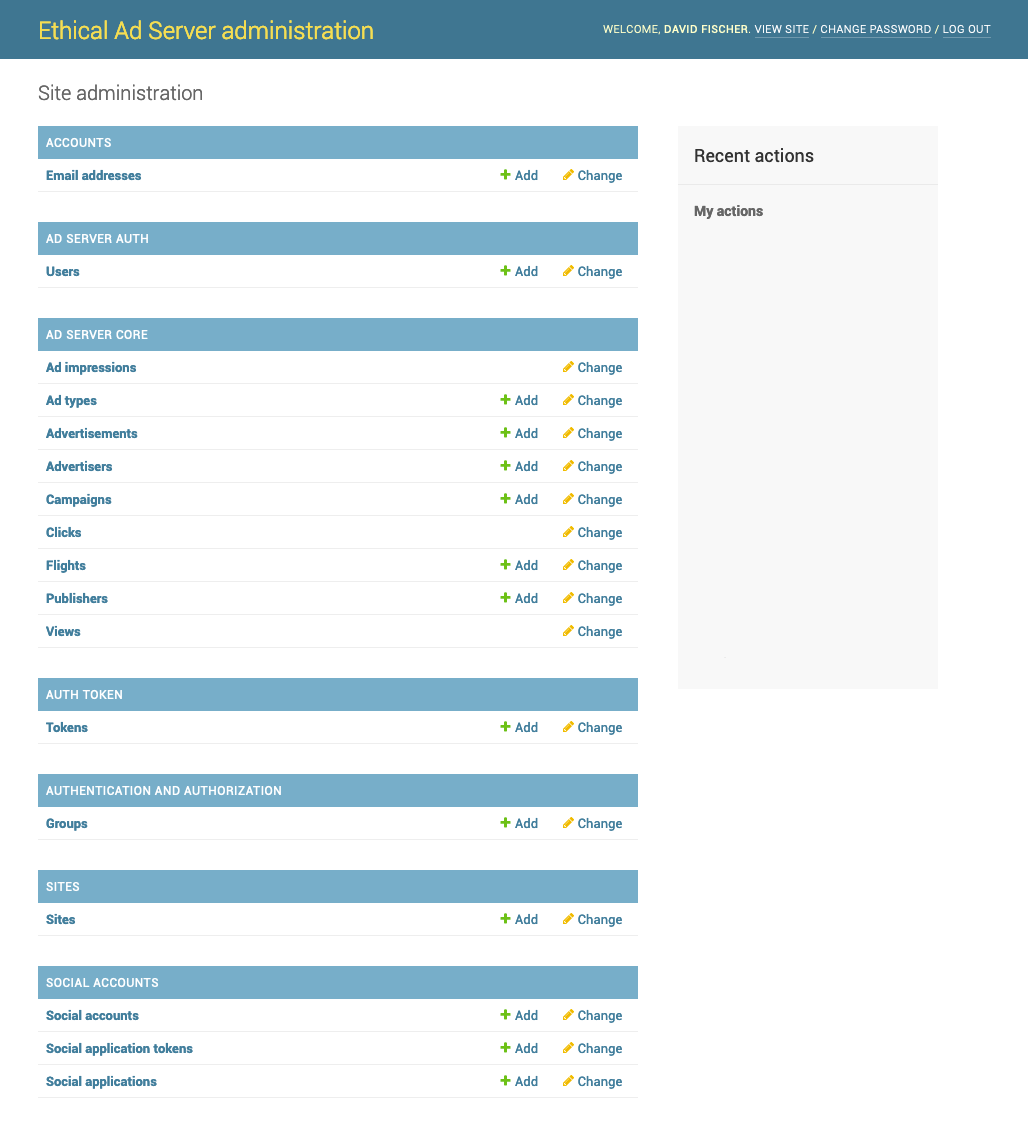 Ethical Ad Server administration
WELCOME, DAVID FISCHER. VIEW SITE / CHANGE PASSWORD / LOG OUT
Site administration
ACCOUNTS
Email addresses Add Change
AD SERVER AUTH
Users Add Change
AD SERVER CORE
Ad impressions Change
Ad types Add Change
Advertisements Add Change
Advertisers Add Change
Campaigns Add Change
Clicks Change
Flights Add Change
Publishers Add Change
Views Change
AUTH TOKEN
Tokens Add Change
AUTHENTICATION AND AUTHORIZATION
Groups Add Change
SITES
Sites Add Change
SOCIAL ACCOUNTS
Social accounts Add Change
Social application tokens Add Change
Social applications Add Change
Recent actions
My actions